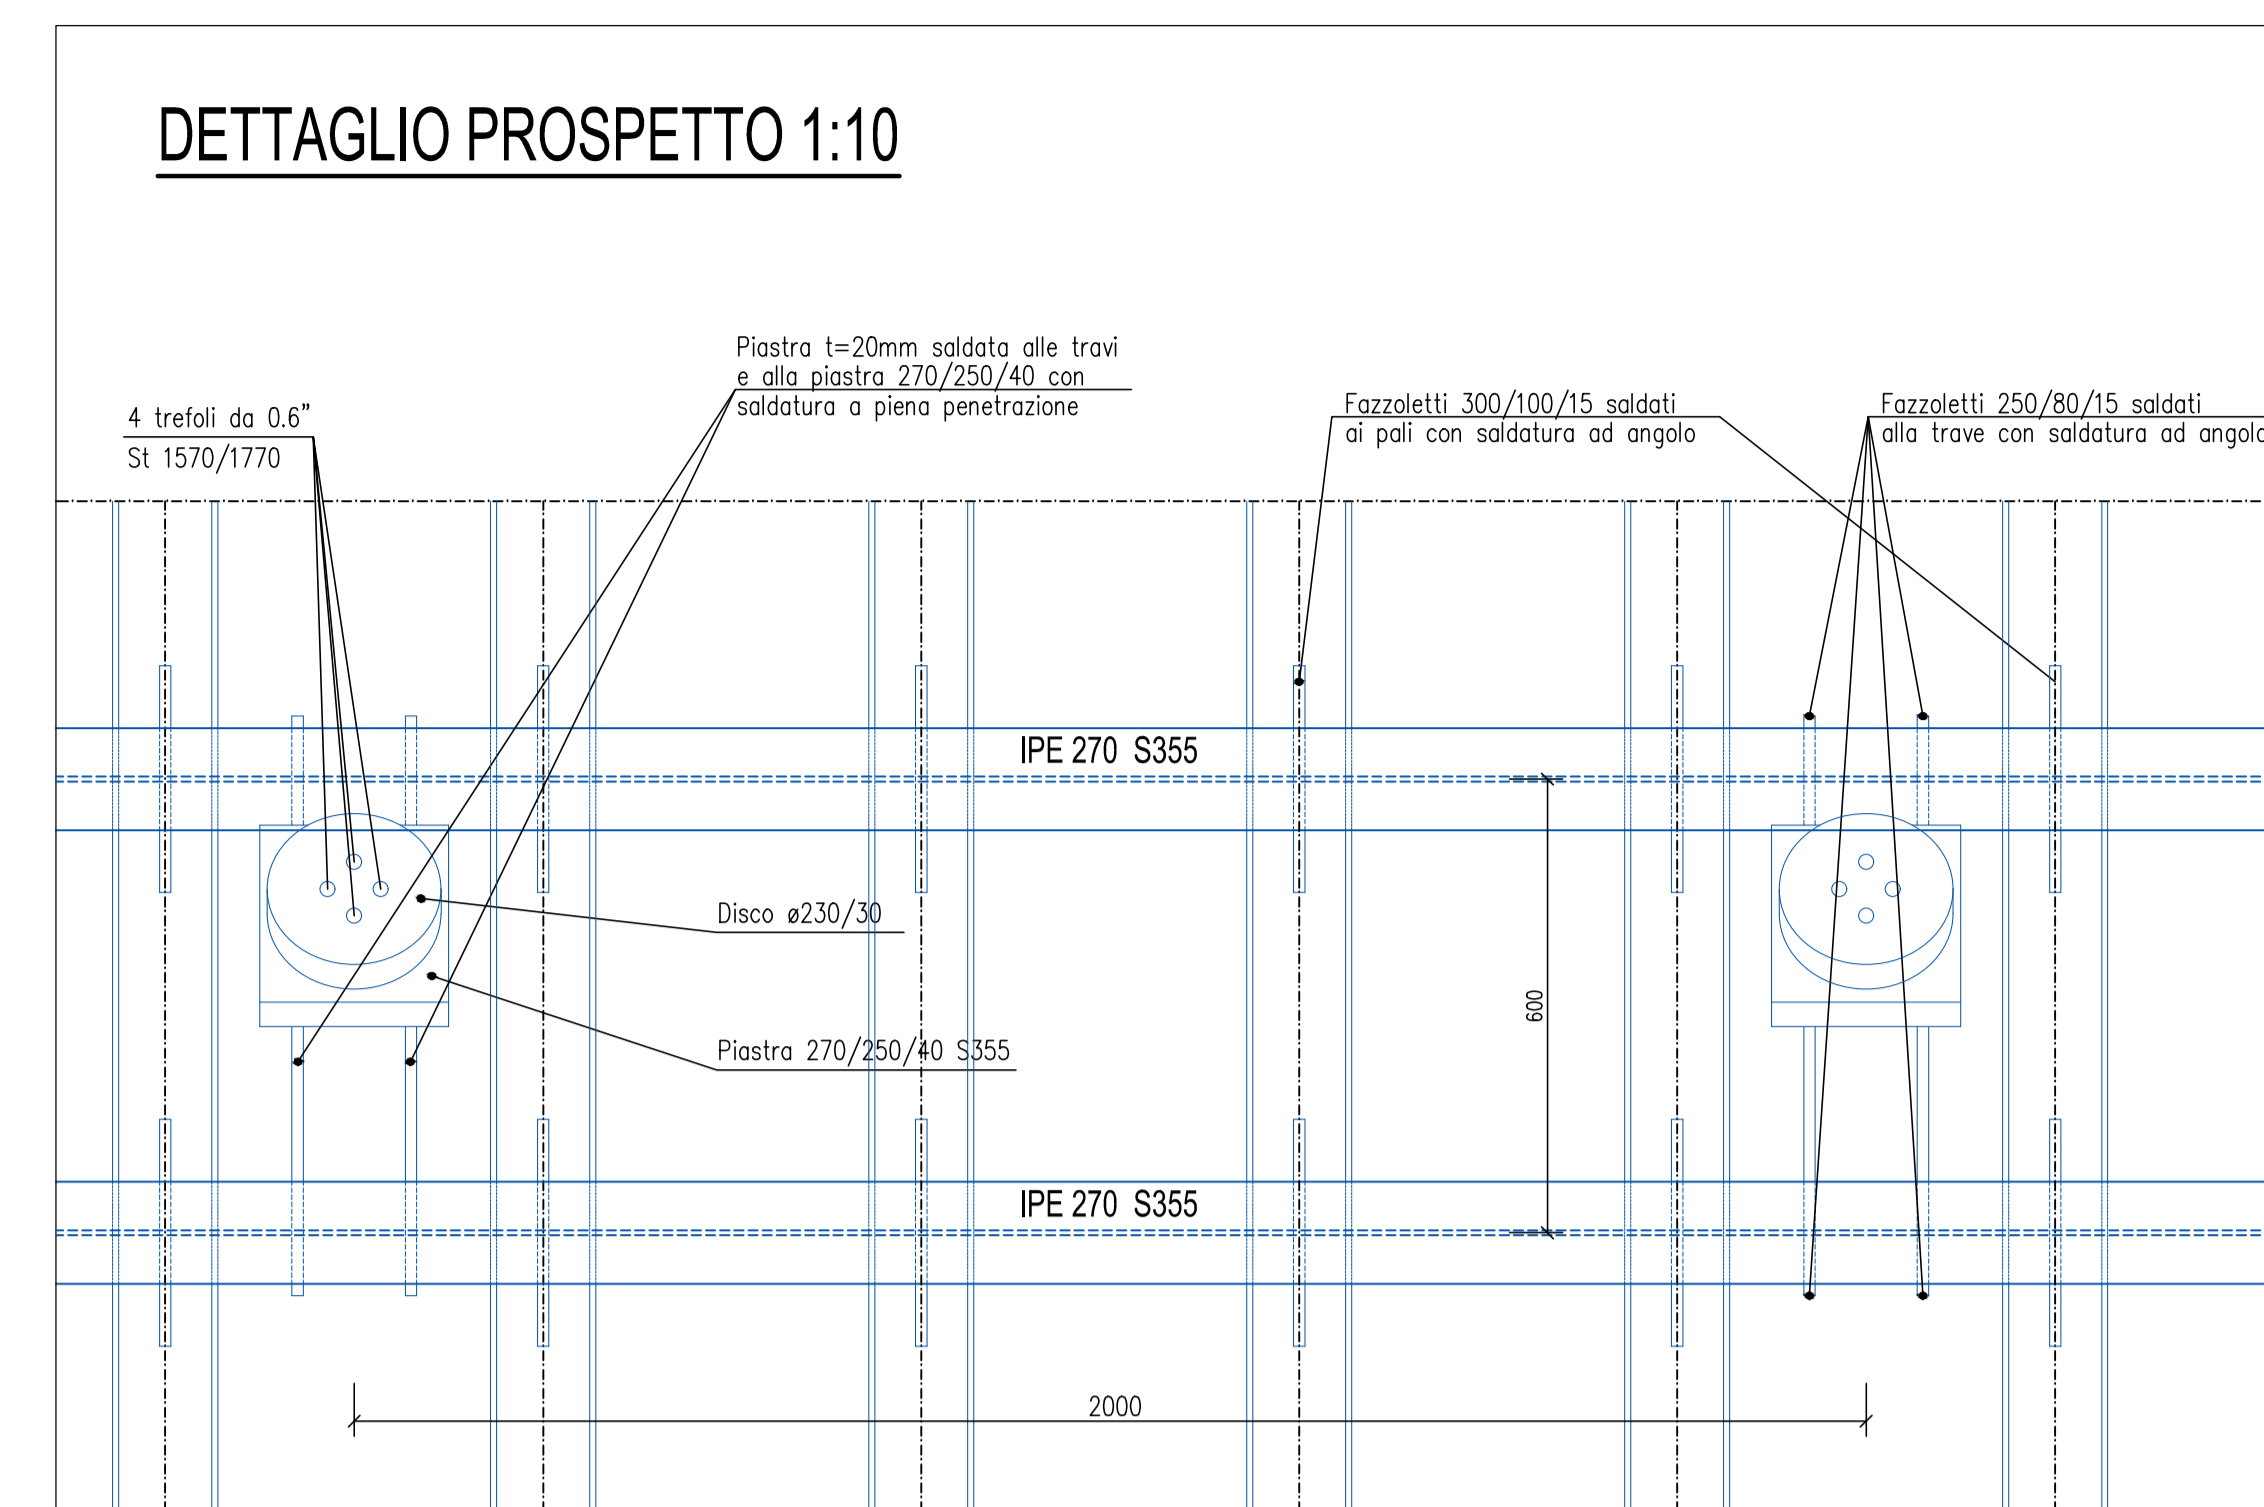 DETTAGLIO PROSPETTO 1:10
Piastra t=20mm saldata alle travi
e alla piastra 270/250/40 con
saldatura a piena penetrazione
4 trefoli da 0.6”
St 1570/1770
Fazzoletti 300/100/15 saldati
ai pali con saldatura ad angolo
Fazzoletti 250/80/15 saldati
alla trave con saldatura ad angolo
IPE 270 S355
Disco ø230/30
600
Piastra 270/250/40 S355
IPE 270 S355
2000